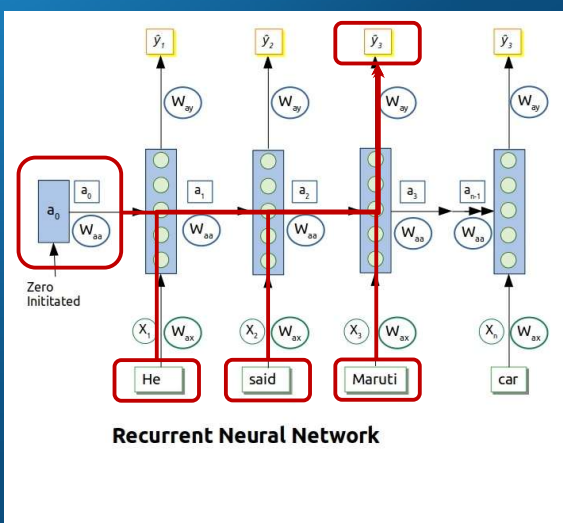 ŷ₁ ŷ₂ ŷ₃ ŷ₃
Way Way Way Way
a₀ a₀ a₁ a₂ a₃ aₙ₋₁
Waa Waa Waa Waa Waa
Zero
Inititated
X₁ Wax X₂ Wax X₃ Wax Xₙ Wax
He said Maruti car
Recurrent Neural Network